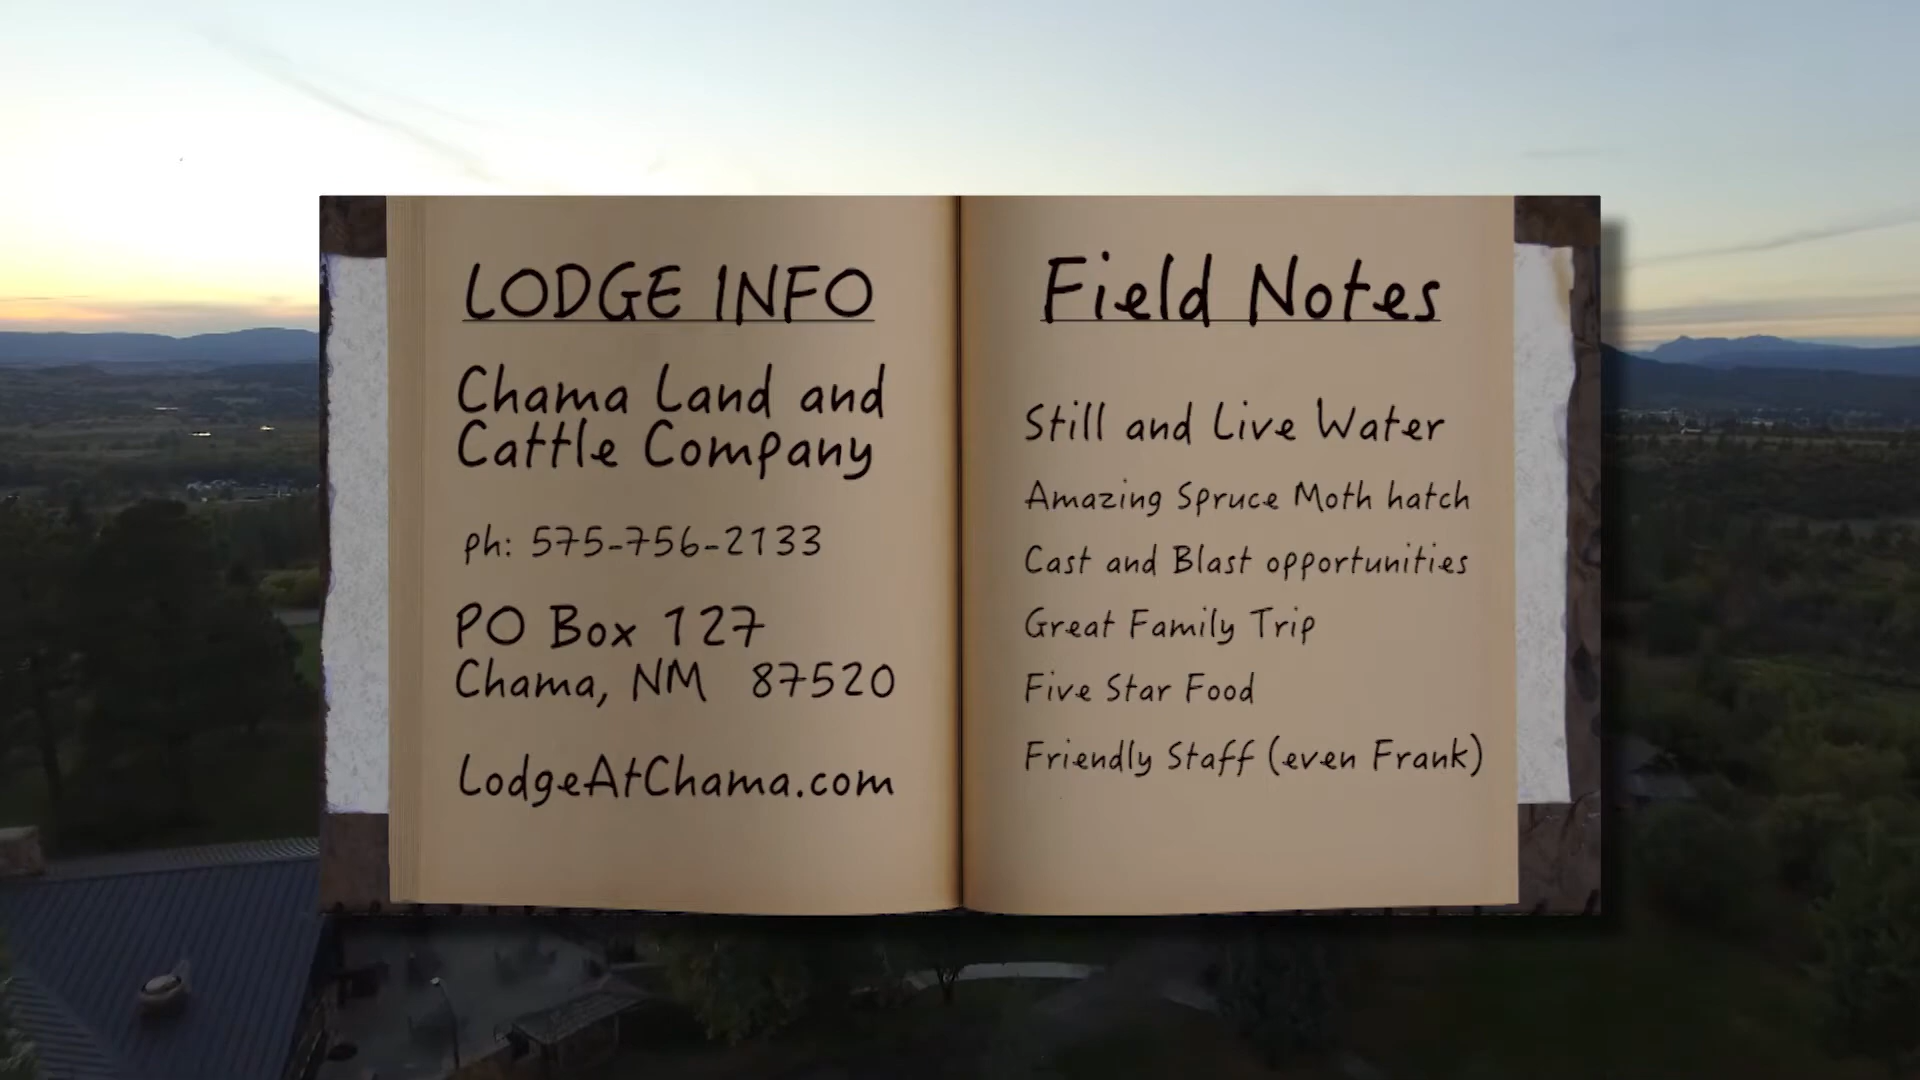 LODGE INFO
Chama Land and
Cattle Company
ph: 575-756-2133
PO Box 127
Chama, NM 87520
LodgeAtChama.com
Field Notes
Still and Live Water
Amazing Spruce Moth hatch
Cast and Blast opportunities
Great Family Trip
Five Star Food
Friendly Staff (even Frank)